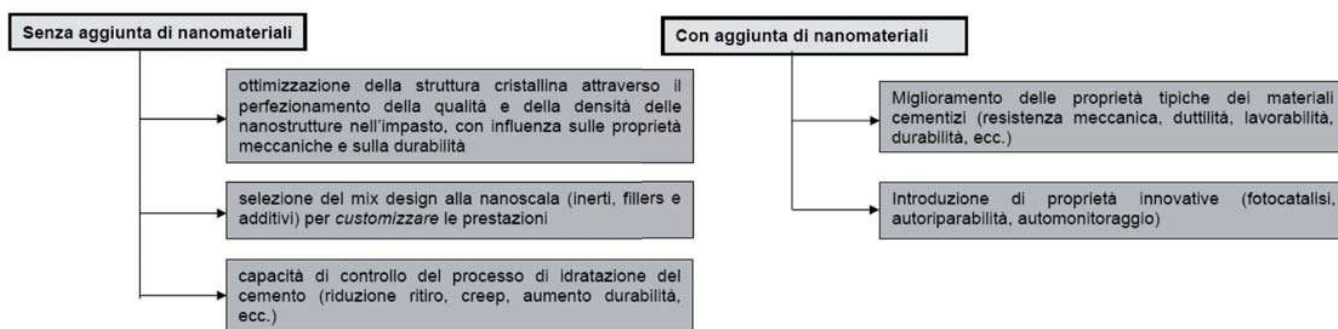 Senza aggiunta di nanomateriali
ottimizzazione della struttura cristallina attraverso il
perfezionamento della qualità e della densità delle
nanostrutture nell'impasto, con influenza sulle proprietà
meccaniche e sulla durabilità
selezione del mix design alla nanoscala (inerti, fillers e
additivi) per customizzare le prestazioni
capacità di controllo del processo di idratazione del
cemento (riduzione ritiro, creep, aumento durabilità,
ecc.)
Con aggiunta di nanomateriali
Miglioramento delle proprietà tipiche dei materiali
cementizi (resistenza meccanica, duttilità, lavorabilità,
durabilità, ecc.)
Introduzione di proprietà innovative (fotocatalisi,
autoriparabilità, automonitoraggio)